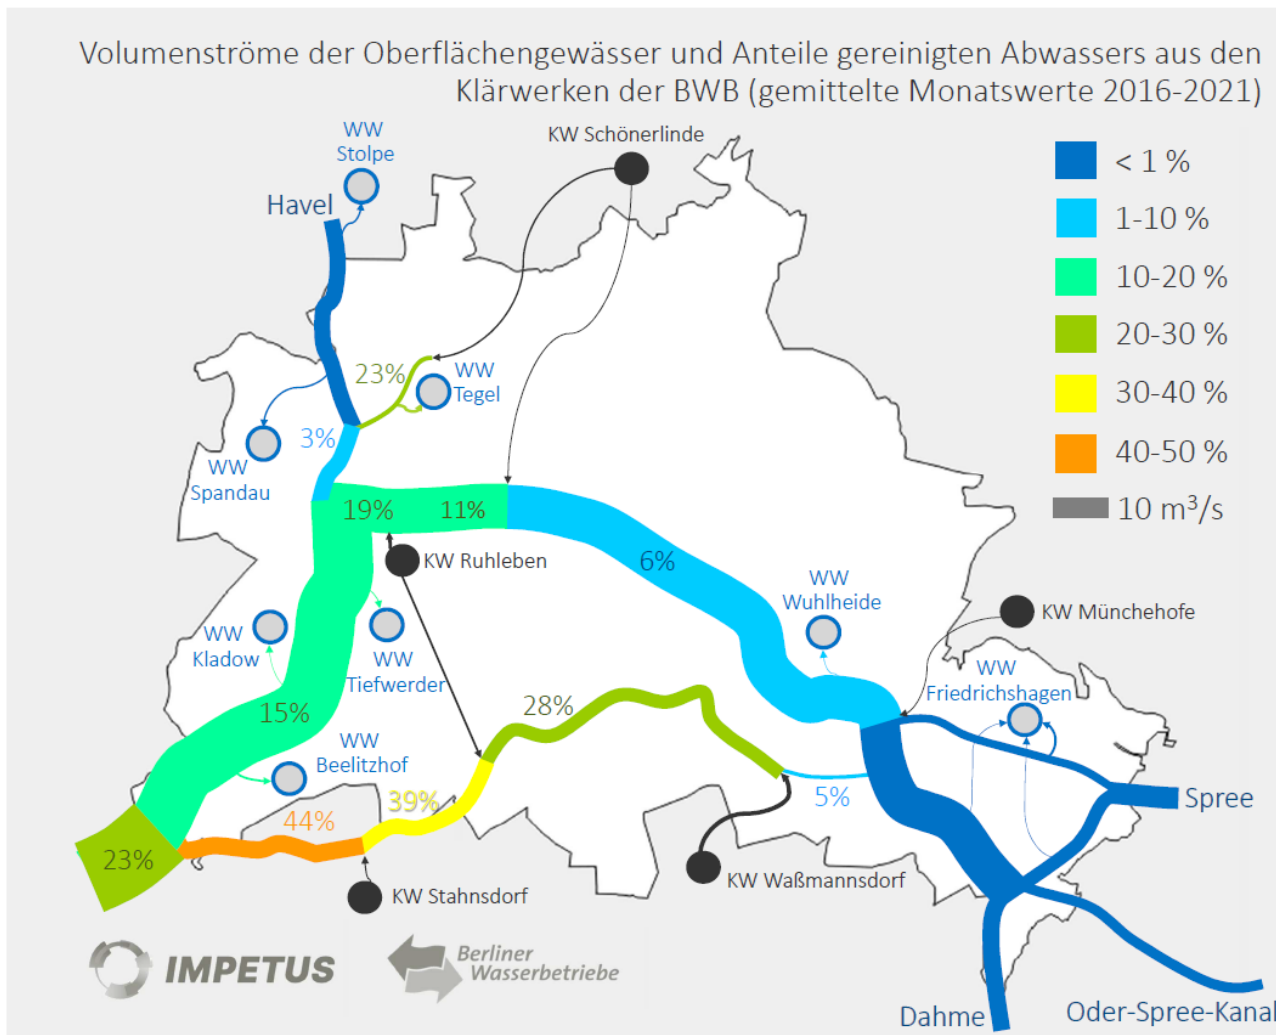 Volumenströme der Oberflächengewässer und Anteile gereinigten Abwassers aus den
Klärwerken der BWB (gemittelte Monatswerte 2016-2021)
WW
Stolpe
KW Schönerlinde
Havel
< 1 %
1-10 %
10-20 %
20-30 %
30-40 %
40-50 %
10 m³/s
23%
WW
Tegel
3%
WW
Spandau
19%
11%
KW Ruhleben
6%
WW
Wuhlheide
KW Münchehofe
WW
Kladow
WW
Tiefwerder
WW
Friedrichshagen
15%
28%
WW
Beelitzhof
39%
5%
Spree
44%
23%
KW Stahnsdorf
KW Waßmannsdorf
IMPETUS
Berliner
Wasserbetriebe
Dahme
Oder-Spree-Kanal